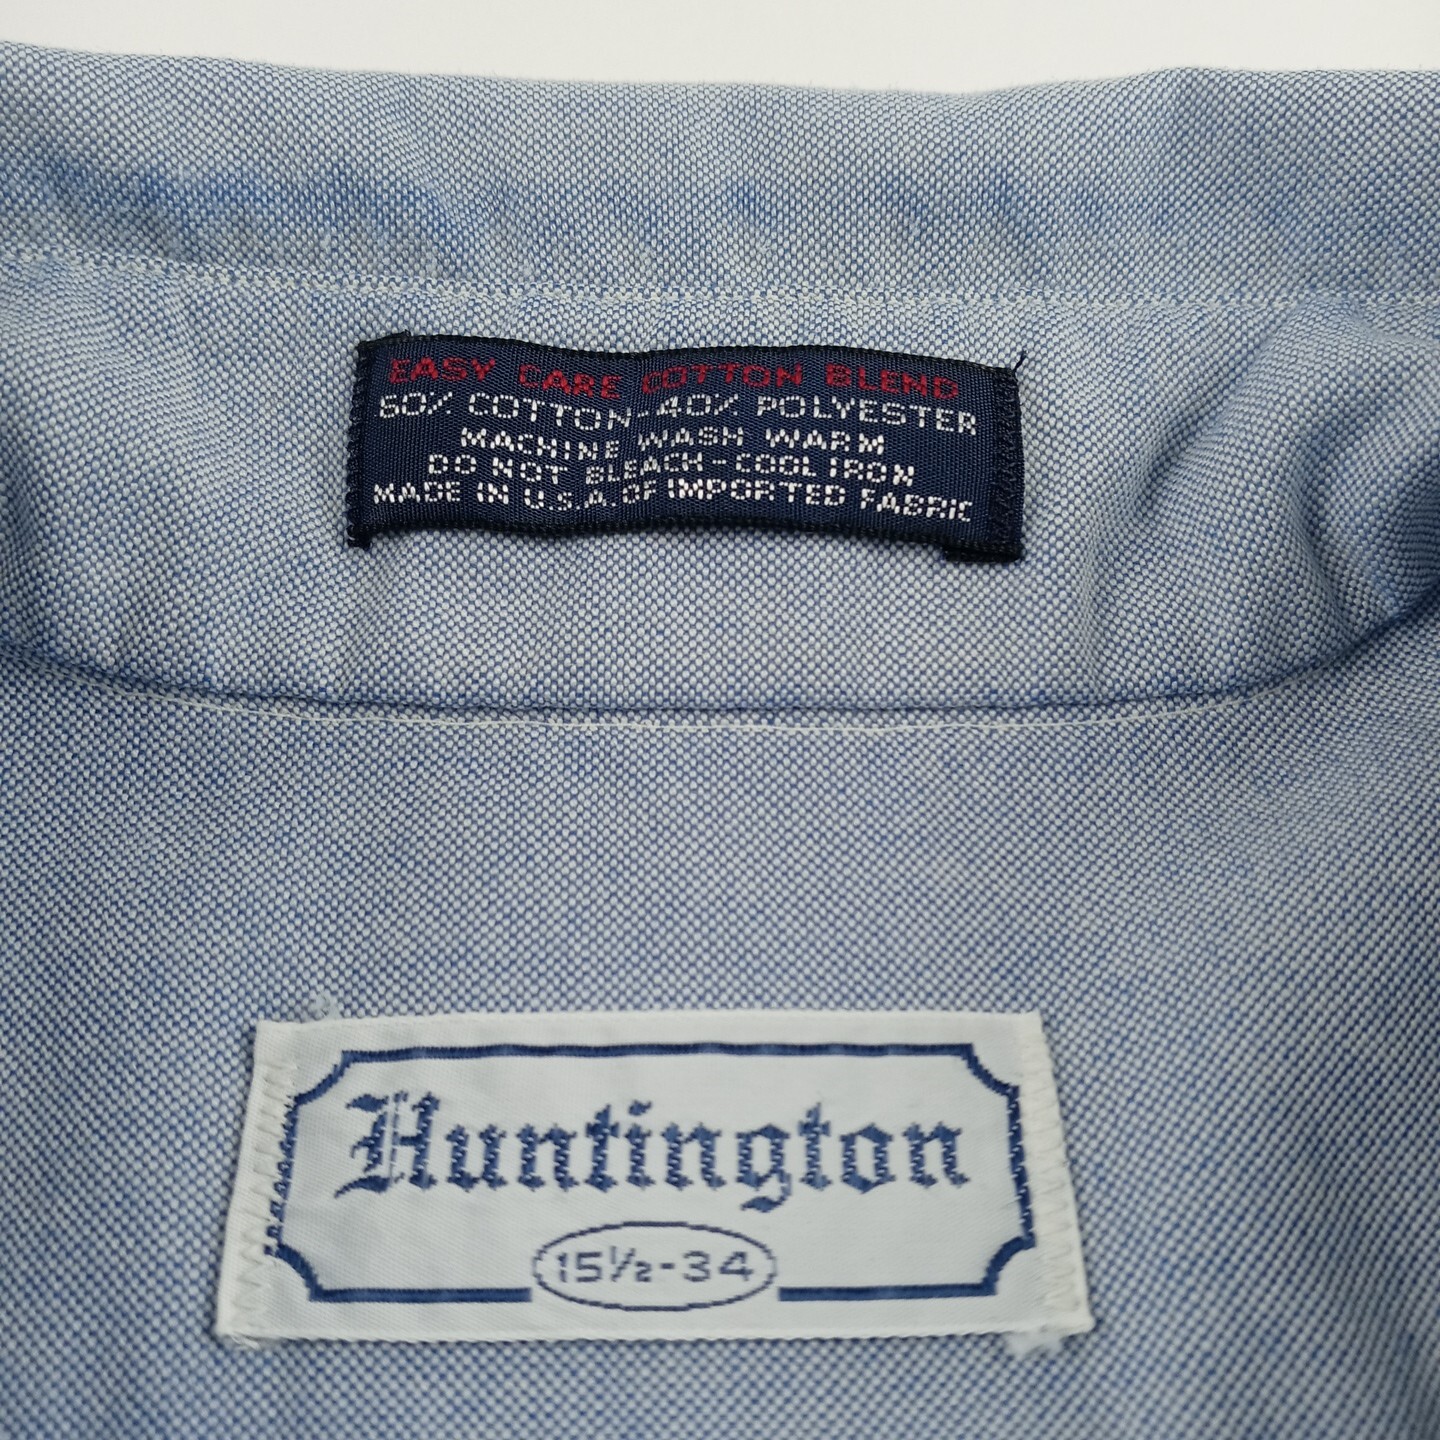 EASY CARE COTTON BLEND
60% COTTON-40% POLYESTER
MACHINE WASH WARM
DO NOT BLEACH-COOL IRON
MADE IN U.S.A. OF IMPORTED FABRIC
Huntington
15½-34